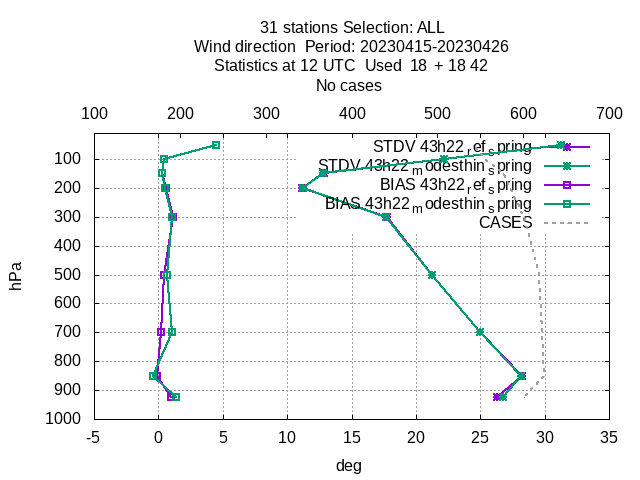 31 stations Selection: ALL
Wind direction  Period: 20230415-20230426
Statistics at 12 UTC  Used  18  + 18 42
No cases
100 200 300 400 500 600 700
STDV 43h22_ref_spring
STDV 43h22_modesthin_spring
BIAS 43h22_ref_spring
BIAS 43h22_modesthin_spring
CASES
100
200
300
400
500
600
700
800
900
1000
hPa
-5 0 5 10 15 20 25 30 35
deg